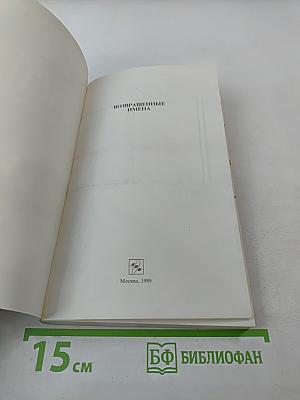 ВОЗВРАЩЕННЫЕ
ИМЕНА
Москва, 1989
15 см
БФ БИБЛИОФАН